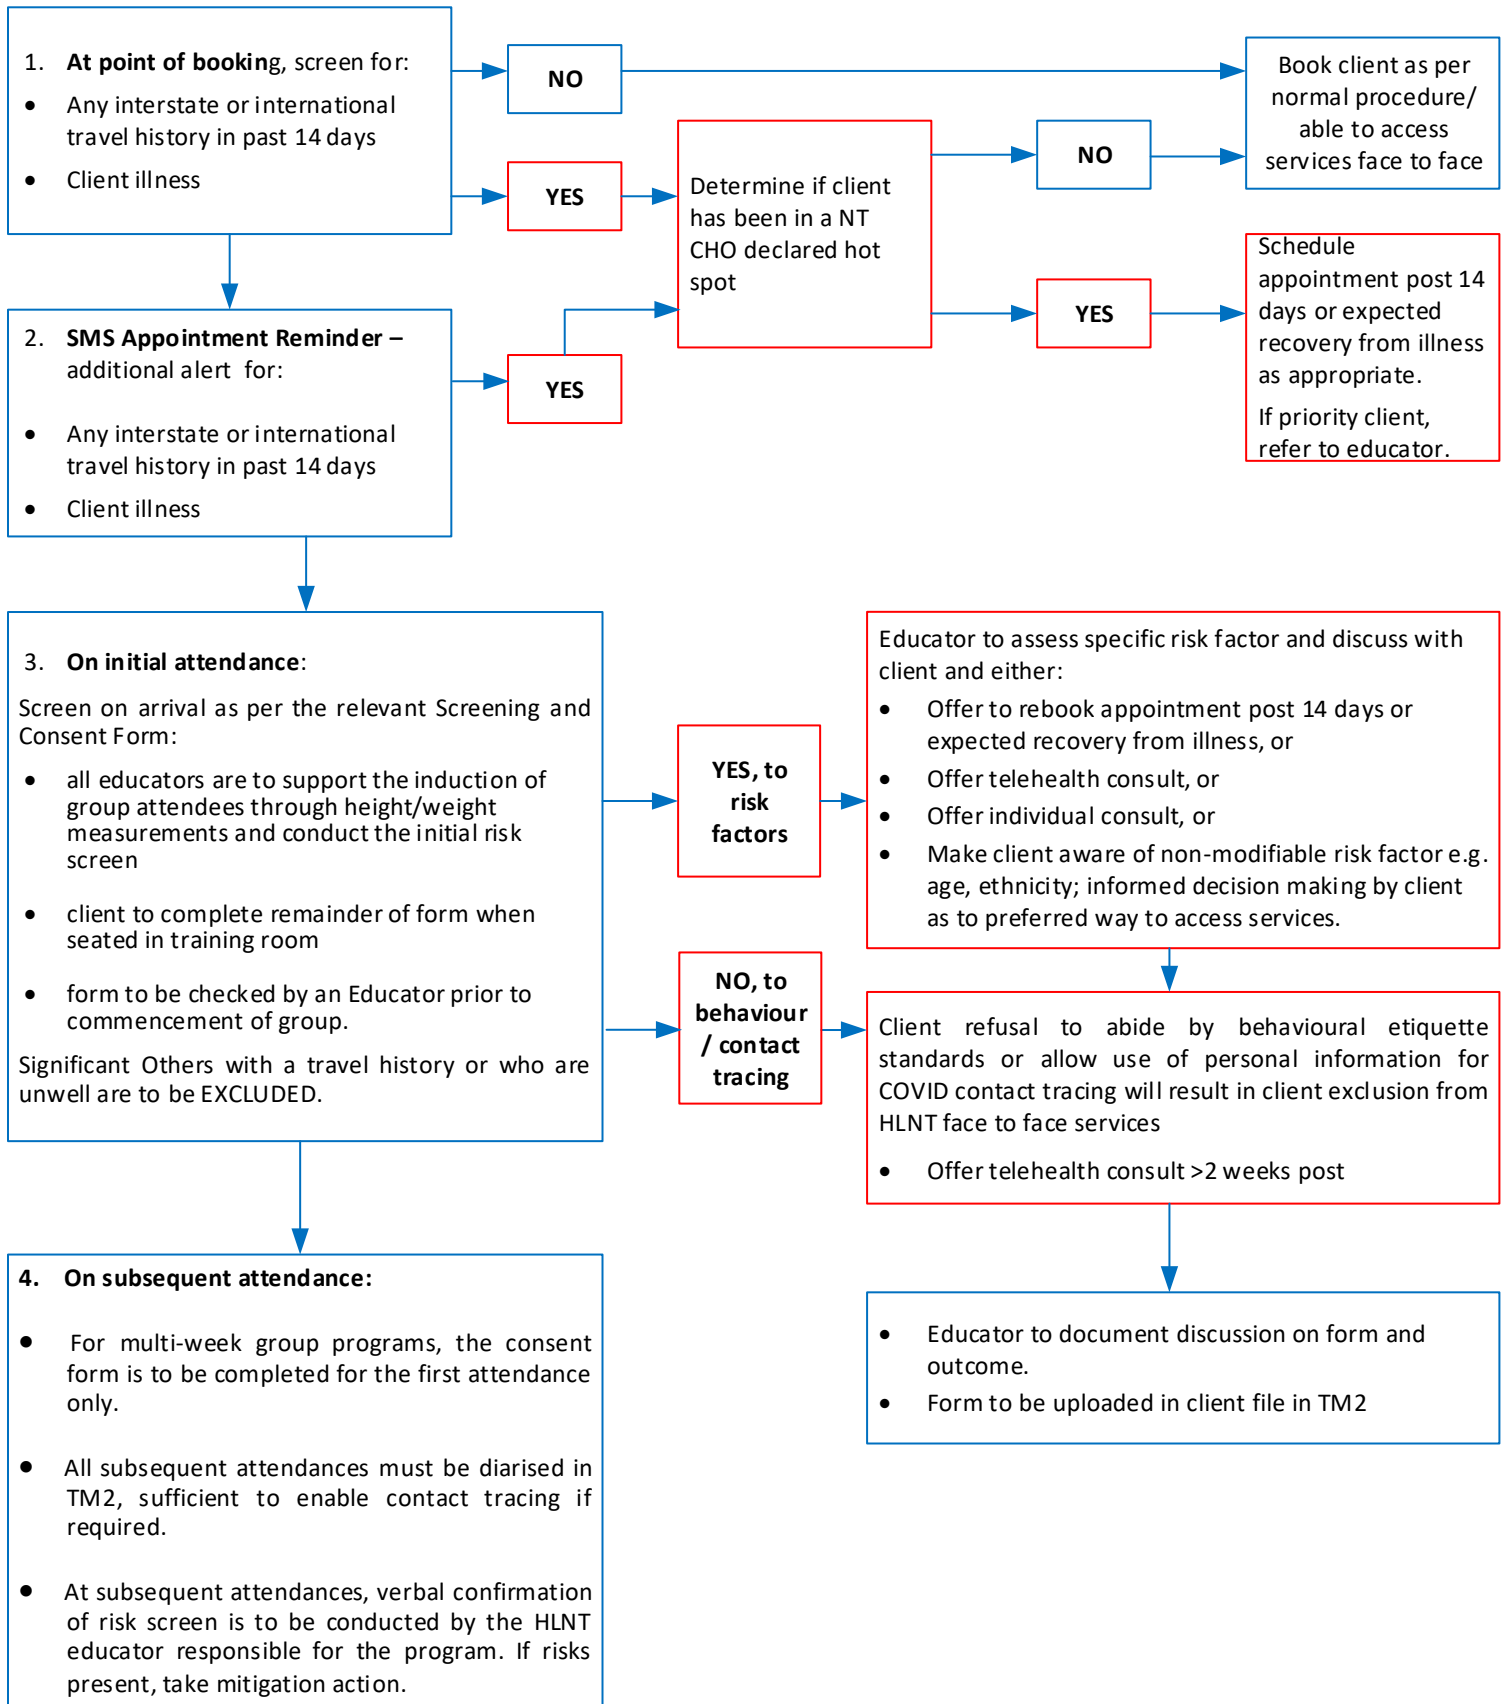 1. At point of booking, screen for:
• Any interstate or international
travel history in past 14 days
• Client illness
NO
YES
Determine if client
has been in a NT
CHO declared hot
spot
NO
YES
Book client as per
normal procedure/
able to access
services face to face
Schedule
appointment post 14
days or expected
recovery from illness
as appropriate.
If priority client,
refer to educator.
2. SMS Appointment Reminder –
additional alert for:
• Any interstate or international
travel history in past 14 days
• Client illness
YES
3. On initial attendance:
Screen on arrival as per the relevant Screening and
Consent Form:
• all educators are to support the induction of
group attendees through height/weight
measurements and conduct the initial risk
screen
• client to complete remainder of form when
seated in training room
• form to be checked by an Educator prior to
commencement of group.
Significant Others with a travel history or who are
unwell are to be EXCLUDED.
YES, to
risk
factors
Educator to assess specific risk factor and discuss with
client and either:
• Offer to rebook appointment post 14 days or
expected recovery from illness, or
• Offer telehealth consult, or
• Offer individual consult, or
• Make client aware of non-modifiable risk factor e.g.
age, ethnicity; informed decision making by client
as to preferred way to access services.
NO, to
behaviour
/ contact
tracing
Client refusal to abide by behavioural etiquette
standards or allow use of personal information for
COVID contact tracing will result in client exclusion from
HLNT face to face services
• Offer telehealth consult >2 weeks post
4. On subsequent attendance:
• For multi-week group programs, the consent
form is to be completed for the first attendance
only.
• All subsequent attendances must be diarised in
TM2, sufficient to enable contact tracing if
required.
• At subsequent attendances, verbal confirmation
of risk screen is to be conducted by the HLNT
educator responsible for the program. If risks
present, take mitigation action.
• Educator to document discussion on form and
outcome.
• Form to be uploaded in client file in TM2